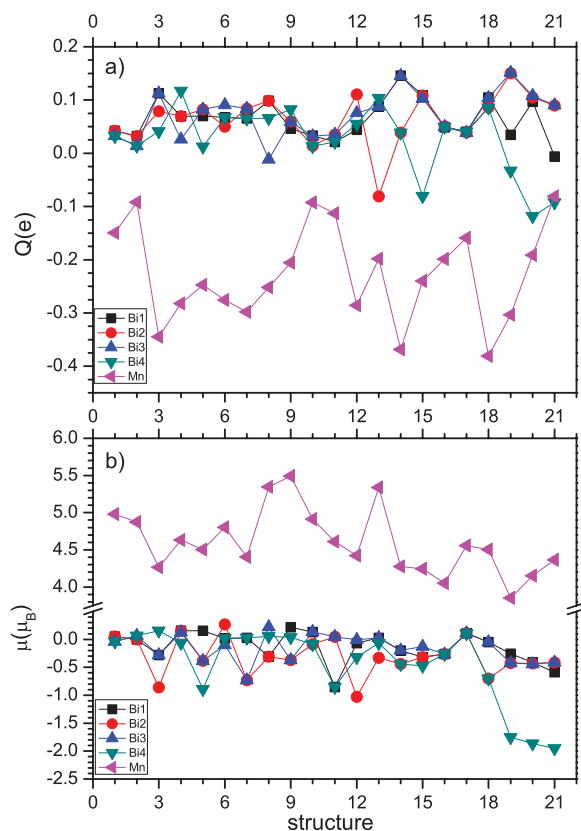 0 3 6 9 12 15 18 21
a)
0.2
0.1
0.0
-0.1
-0.2
-0.3
-0.4
Q(e)
Bi1
Bi2
Bi3
Bi4
Mn
0 3 6 9 12 15 18 21
b)
6.0
5.5
5.0
4.5
4.0
0.0
-0.5
-1.0
-1.5
-2.0
-2.5
μ(μB)
Bi1
Bi2
Bi3
Bi4
Mn
0 3 6 9 12 15 18 21
structure